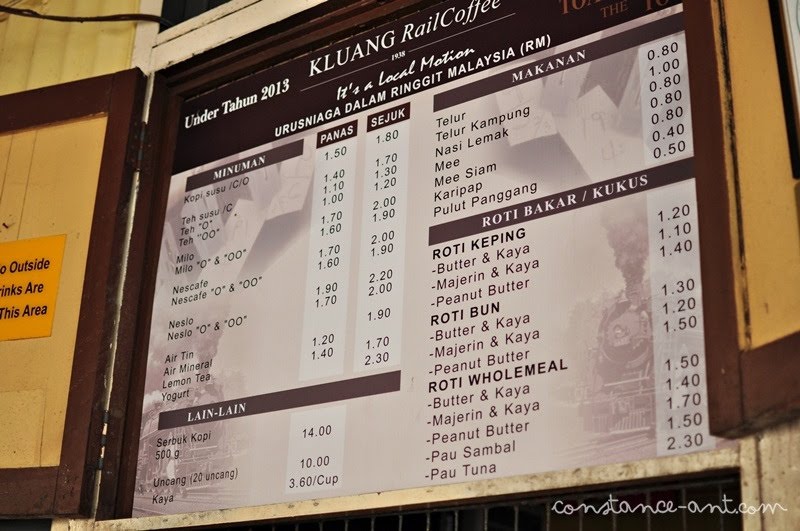 KLUANG RailCoffee
1938
Under Tahun 2013
It's a Local Motion
URUSNIAGA DALAM RINGGIT MALAYSIA (RM)
THE
MINUMAN
PANAS
SEJUK
Kopi susu /C/O
Teh susu /C
Teh "O"
Teh "OO"
Milo
Milo "O" & "OO"
Nescafe
Nescafe "O" & "OO"
Neslo
Neslo "O" & "OO"
Air Tin
Air Mineral
Lemon Tea
Yogurt
1.50
1.40
1.10
1.00
1.70
1.60
1.70
1.60
1.90
1.70
1.20
1.40
1.80
1.70
1.30
1.20
2.00
1.90
2.00
1.90
2.20
2.00
1.90
1.70
2.30
LAIN-LAIN
Serbuk Kopi 14.00
500 g
Uncang (20 uncang) 10.00
Kaya 3.60/Cup
MAKANAN
Telur 0.80
Telur Kampung 1.00
Nasi Lemak 0.80
Mee 0.80
Mee Siam 0.80
Karipap 0.40
Pulut Panggang 0.50
ROTI BAKAR / KUKUS
ROTI KEPING
-Butter & Kaya 1.20
-Majerin & Kaya 1.10
-Peanut Butter 1.40
ROTI BUN
-Butter & Kaya 1.30
-Majerin & Kaya 1.20
-Peanut Butter 1.50
ROTI WHOLEMEAL
-Butter & Kaya 1.50
-Majerin & Kaya 1.40
-Peanut Butter 1.70
-Pau Sambal 1.50
-Pau Tuna 2.30
o Outside
rinks Are
This Area
constance-ant.com